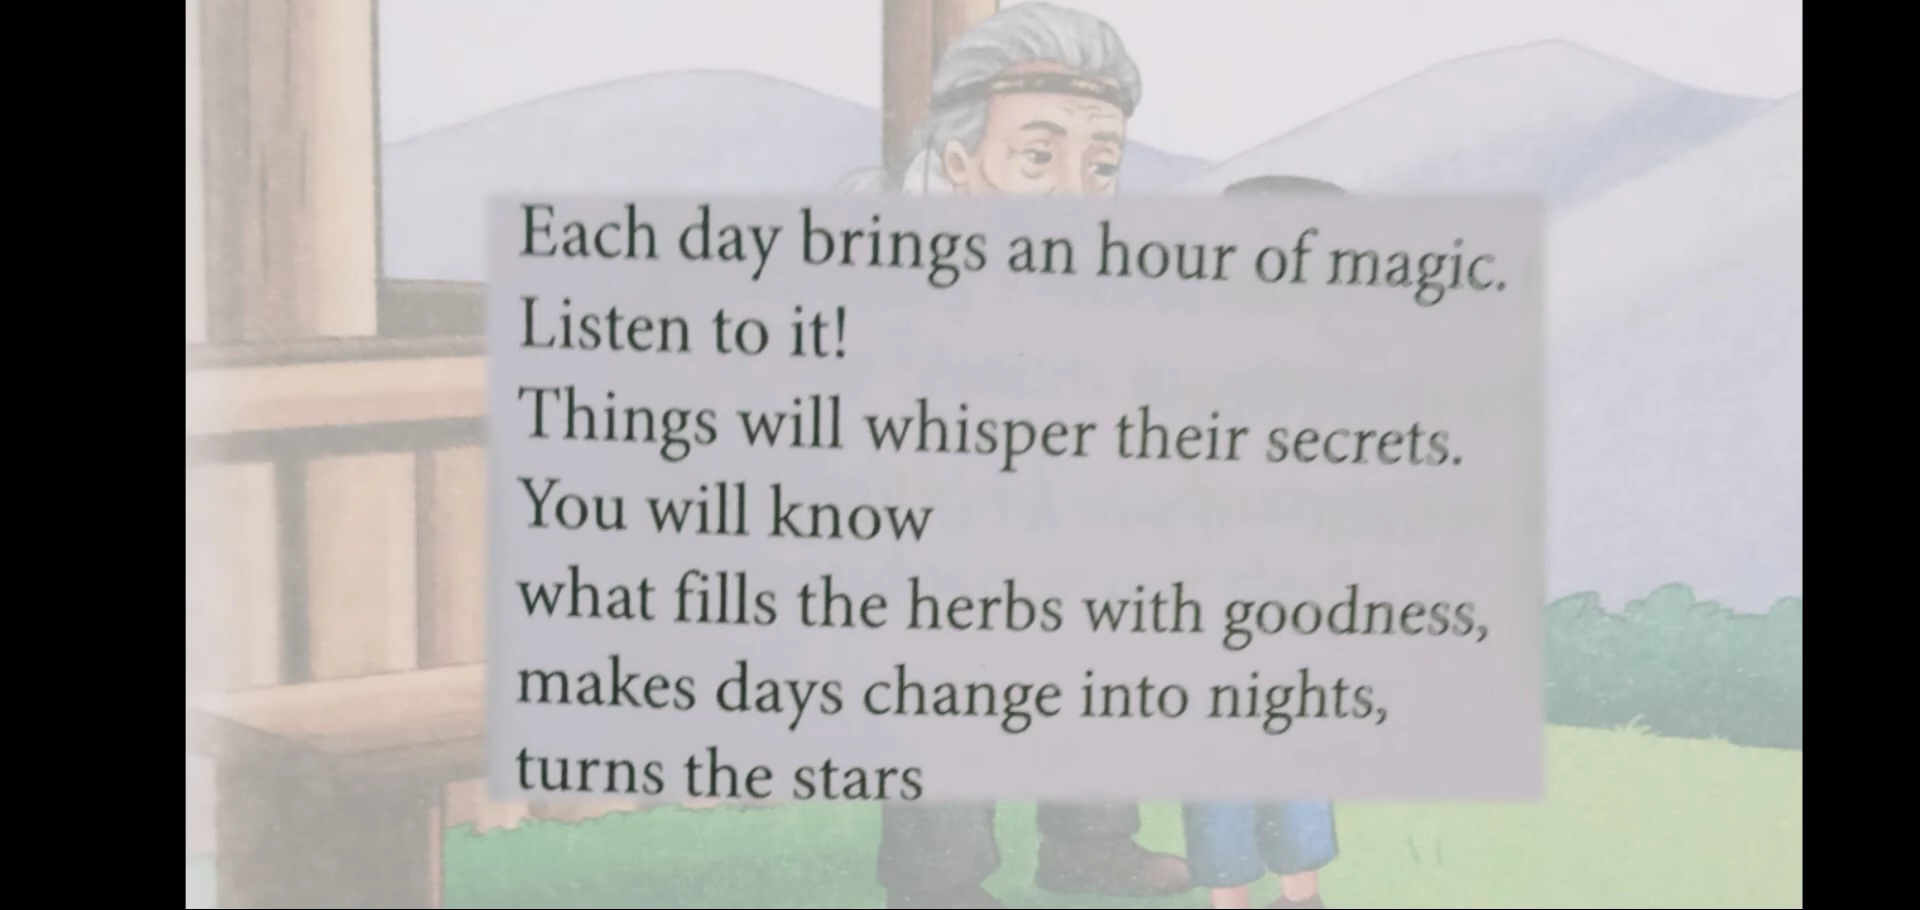 Each day brings an hour of magic.
Listen to it!
Things will whisper their secrets.
You will know
what fills the herbs with goodness,
makes days change into nights,
turns the stars